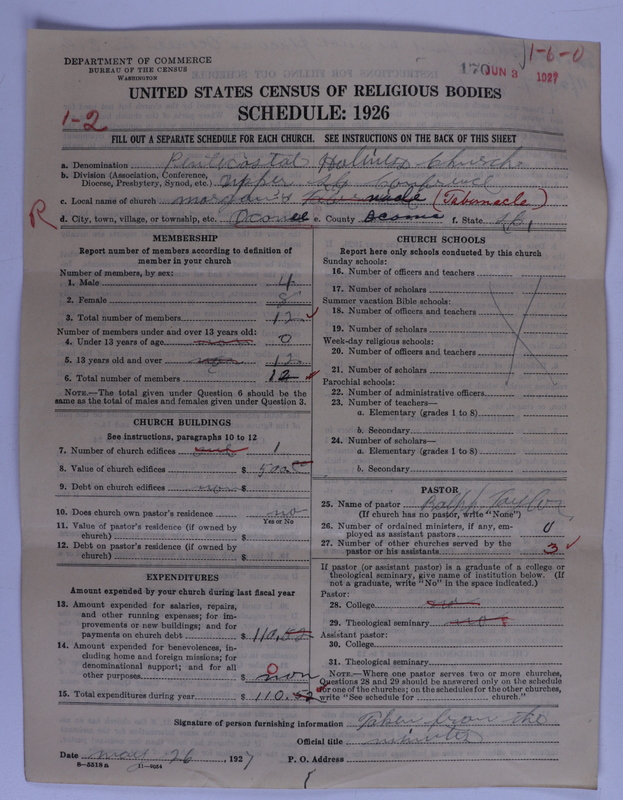 1-6-0
DEPARTMENT OF COMMERCE
BUREAU OF THE CENSUS
WASHINGTON
170 JUN 3 1927
UNITED STATES CENSUS OF RELIGIOUS BODIES
SCHEDULE: 1926
1-2
FILL OUT A SEPARATE SCHEDULE FOR EACH CHURCH. SEE INSTRUCTIONS ON THE BACK OF THIS SHEET
a. Denomination Pentecostal Holiness Church
b. Division (Association, Conference, Diocese, Presbytery, Synod, etc.) Upper S C Conference
c. Local name of church (Tabernacle)
R d. City, town, village, or township, etc. Oconee e. County Oconee f. State S.C.
MEMBERSHIP
Report number of members according to definition of member in your church
Number of members, by sex:
1. Male 4
2. Female 8
3. Total number of members 12
Number of members under and over 13 years old:
4. Under 13 years of age 0
5. 13 years old and over 12
6. Total number of members 12
NOTE.—The total given under Question 6 should be same as the total of males and females given under Question 3.
CHURCH BUILDINGS
See instructions, paragraphs 10 to 12
7. Number of church edifices 1
8. Value of church edifices $ 500
9. Debt on church edifices $
10. Does church own pastor's residence no
Yes or No
11. Value of pastor's residence (if owned by church) $
12. Debt on pastor's residence (if owned by church) $
EXPENDITURES
Amount expended by your church during last fiscal year
13. Amount expended for salaries, repairs, and other running expenses; for improvements or new buildings; and for payments on church debt $ 110.52
14. Amount expended for benevolences, including home and foreign missions; for denominational support; and for all other purposes $ 0 non
15. Total expenditures during year $ 110.52
CHURCH SCHOOLS
Report here only schools conducted by this church
Sunday schools:
16. Number of officers and teachers
17. Number of scholars
Summer vacation Bible schools:
18. Number of officers and teachers
19. Number of scholars
Week-day religious schools:
20. Number of officers and teachers
21. Number of scholars
Parochial schools:
22. Number of administrative officers
23. Number of teachers—
a. Elementary (grades 1 to 8)
b. Secondary
24. Number of scholars—
a. Elementary (grades 1 to 8)
b. Secondary
PASTOR
25. Name of pastor Ralph Taylor
(If church has no pastor, write "None")
26. Number of ordained ministers, if any, employed as assistant pastors 0
27. Number of other churches served by the pastor or his assistants 3
If pastor (or assistant pastor) is a graduate of a college or theological seminary, give name of institution below. (If not a graduate, write "No" in the space indicated.)
Pastor:
28. College
29. Theological seminary
Assistant pastor:
30. College
31. Theological seminary
NOTE.—Where one pastor serves two or more churches, Questions 28 and 29 should be answered only on the schedule for one of the churches; on the schedules for the other churches, write "See schedule for church."
Signature of person furnishing information Taken from the
Official title minutes
Date May 26, 1927 P. O. Address
8—5518 a 11—9054